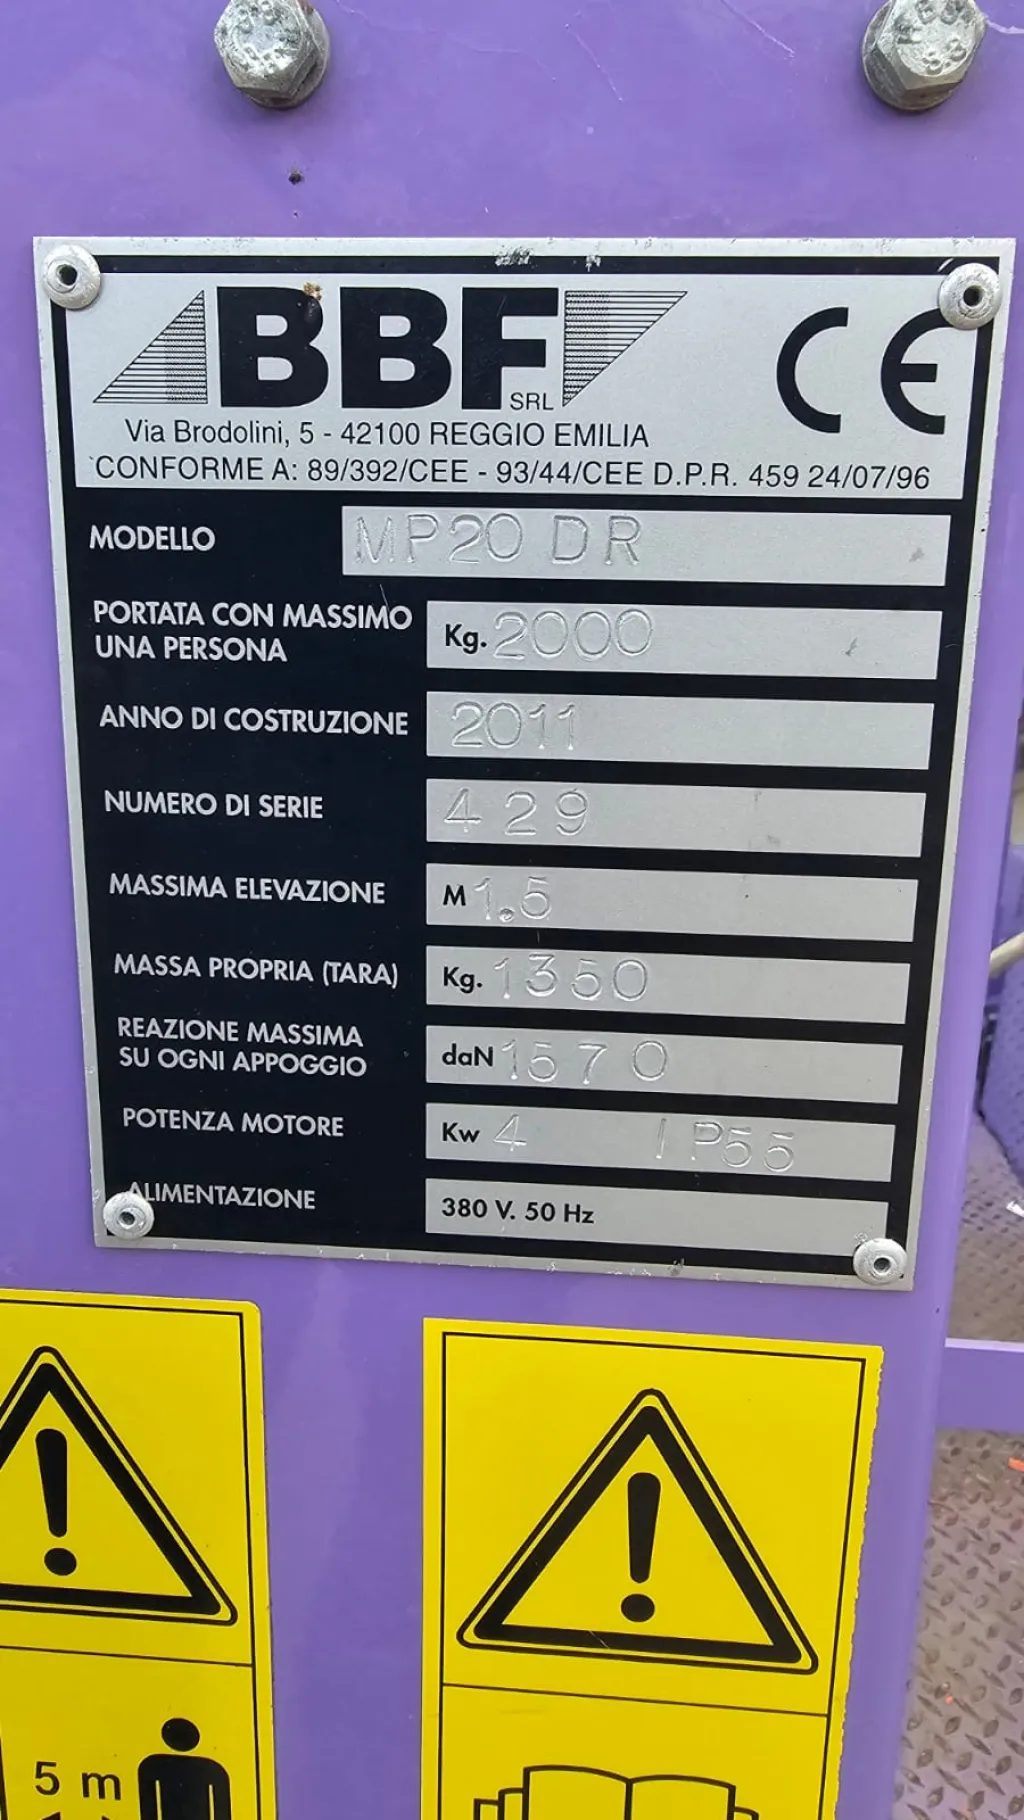 BBF SRL CE
Via Brodolini, 5 - 42100 REGGIO EMILIA
CONFORME A: 89/392/CEE - 93/44/CEE D.P.R. 459 24/07/96
MODELLO MP20 DR
PORTATA CON MASSIMO
UNA PERSONA Kg. 2000
ANNO DI COSTRUZIONE 2011
NUMERO DI SERIE 429
MASSIMA ELEVAZIONE M 1.5
MASSA PROPRIA (TARA) Kg. 1350
REAZIONE MASSIMA
SU OGNI APPOGGIO daN 1570
POTENZA MOTORE Kw 4 IP55
ALIMENTAZIONE 380 V. 50 Hz
5 m